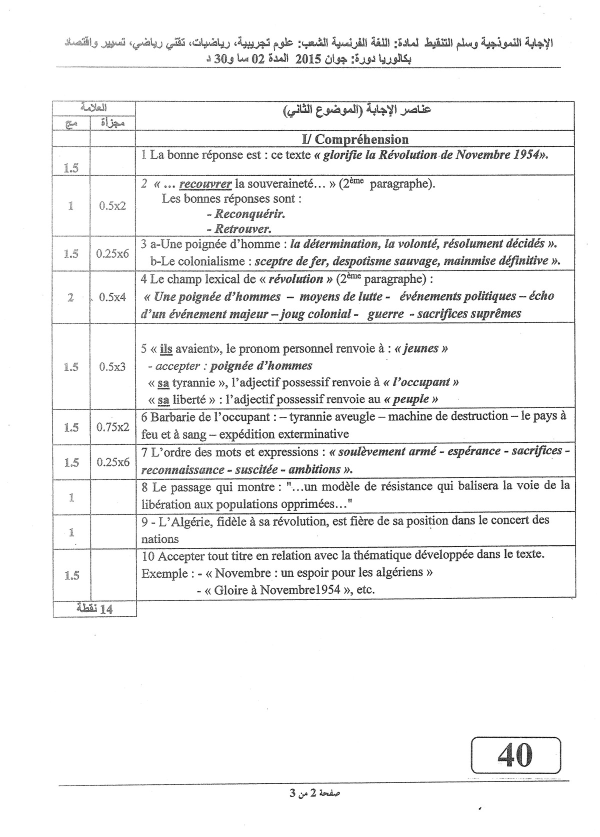 الإجابة النموذجية وسلم التنقيط لمادة: اللغة الفرنسية الشعب: علوم تجريبية، رياضيات، تقني رياضي، تسيير واقتصاد
بكالوريا دورة: جوان 2015 المدة 02 سا و30 د
العلامة
عناصر الإجابة (الموضوع الثاني)
مج
مجزأة
I/ Compréhension
1 La bonne réponse est : ce texte « glorifie la Révolution de Novembre 1954».
1.5
2 « ... recouvrer la souveraineté... » (2ème paragraphe).
1 0.5x2 Les bonnes réponses sont :
- Reconquérir.
- Retrouver.
1.5 0.25x6 3 a-Une poignée d'homme : la détermination, la volonté, résolument décidés ».
b-Le colonialisme : sceptre de fer, despotisme sauvage, mainmise définitive ».
4 Le champ lexical de « révolution » (2ème paragraphe) :
2 0.5x4 « Une poignée d'hommes – moyens de lutte - événements politiques – écho
d'un événement majeur – joug colonial - guerre - sacrifices suprêmes
5 « ils avaient», le pronom personnel renvoie à : « jeunes »
1.5 0.5x3 - accepter : poignée d'hommes
« sa tyrannie », l'adjectif possessif renvoie à « l'occupant »
« sa liberté » : l'adjectif possessif renvoie au « peuple »
1.5 0.75x2 6 Barbarie de l'occupant : – tyrannie aveugle – machine de destruction – le pays à
feu et à sang – expédition exterminative
1.5 0.25x6 7 L'ordre des mots et expressions : « soulèvement armé - espérance - sacrifices -
reconnaissance - suscitée - ambitions ».
1 8 Le passage qui montre : "...un modèle de résistance qui balisera la voie de la
libération aux populations opprimées..."
1 9 - L'Algérie, fidèle à sa révolution, est fière de sa position dans le concert des
nations
10 Accepter tout titre en relation avec la thématique développée dans le texte.
1.5 Exemple : - « Novembre : un espoir pour les algériens »
- « Gloire à Novembre1954 », etc.
14 نقطة
40
صفحة 2 من 3